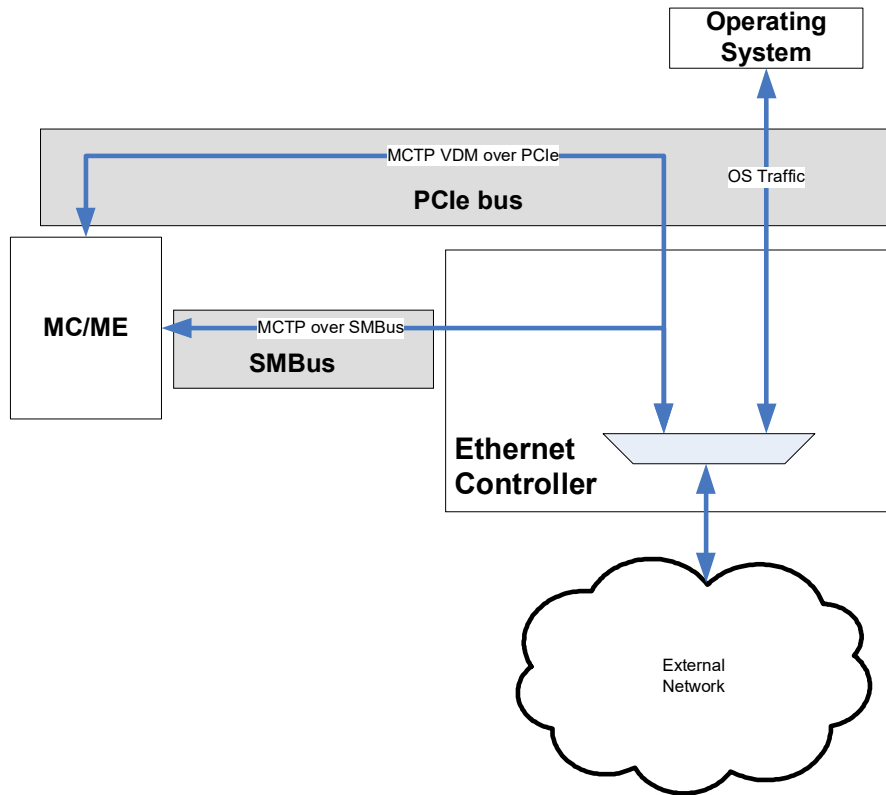 Operating
System
MCTP VDM over PCIe
OS Traffic
PCIe bus
MC/ME
MCTP over SMBus
SMBus
Ethernet
Controller
External
Network